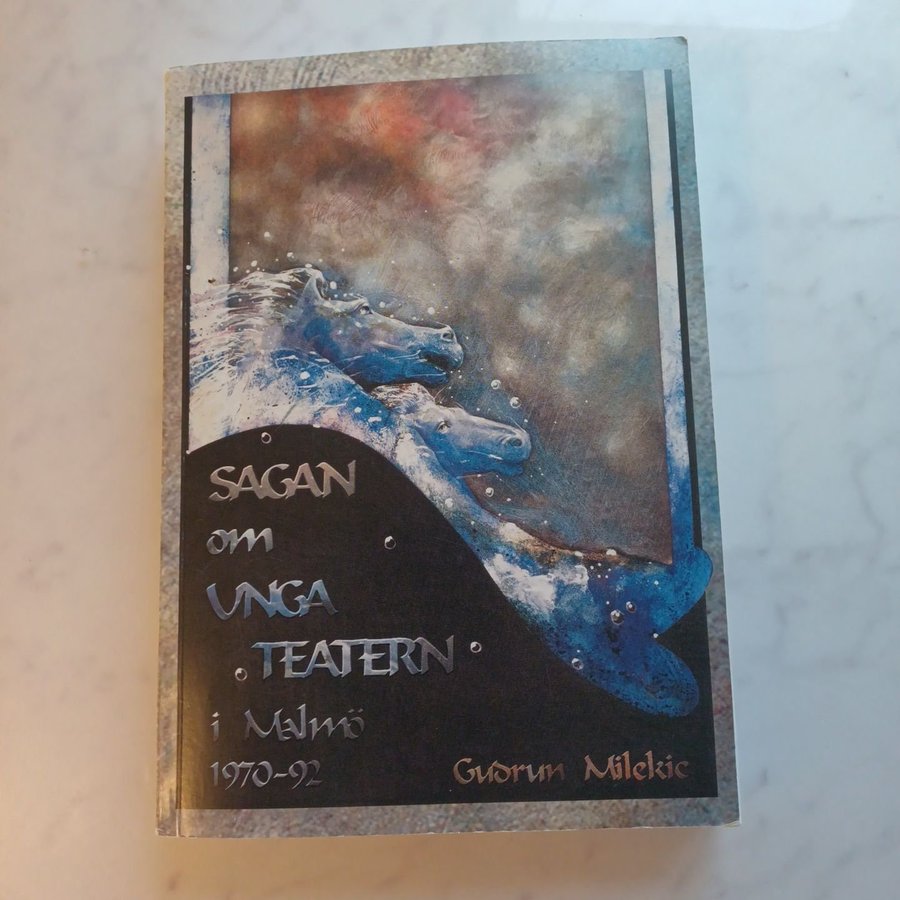 SAGAN
om
UNGA
TEATERN
i Malmö
1970-92
Gudrun Milekic